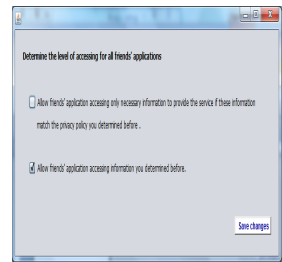 Determine the level of accessing for all friends' applications
Allow friends' application accessing only necessary information to provide the service if these information
match the privacy policy you determined before .
Allow friends' application accessing information you determined before.
Save changes